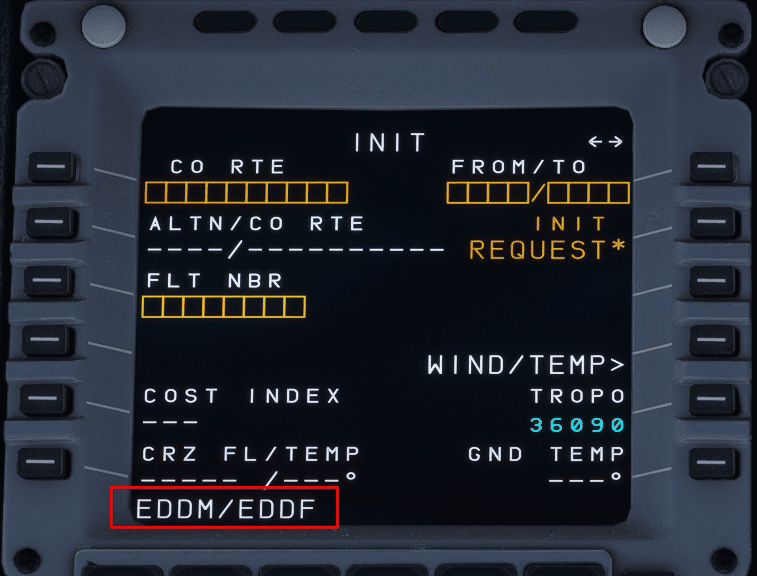 INIT ←→
CO RTE FROM/TO
□□□□□□□□□□ □□□□/□□□□
ALTN/CO RTE INIT
----/---------- REQUEST*
FLT NBR
□□□□□□□□
WIND/TEMP>
COST INDEX TROPO
--- 36090
CRZ FL/TEMP GND TEMP
----- /---° ---°
EDDM/EDDF